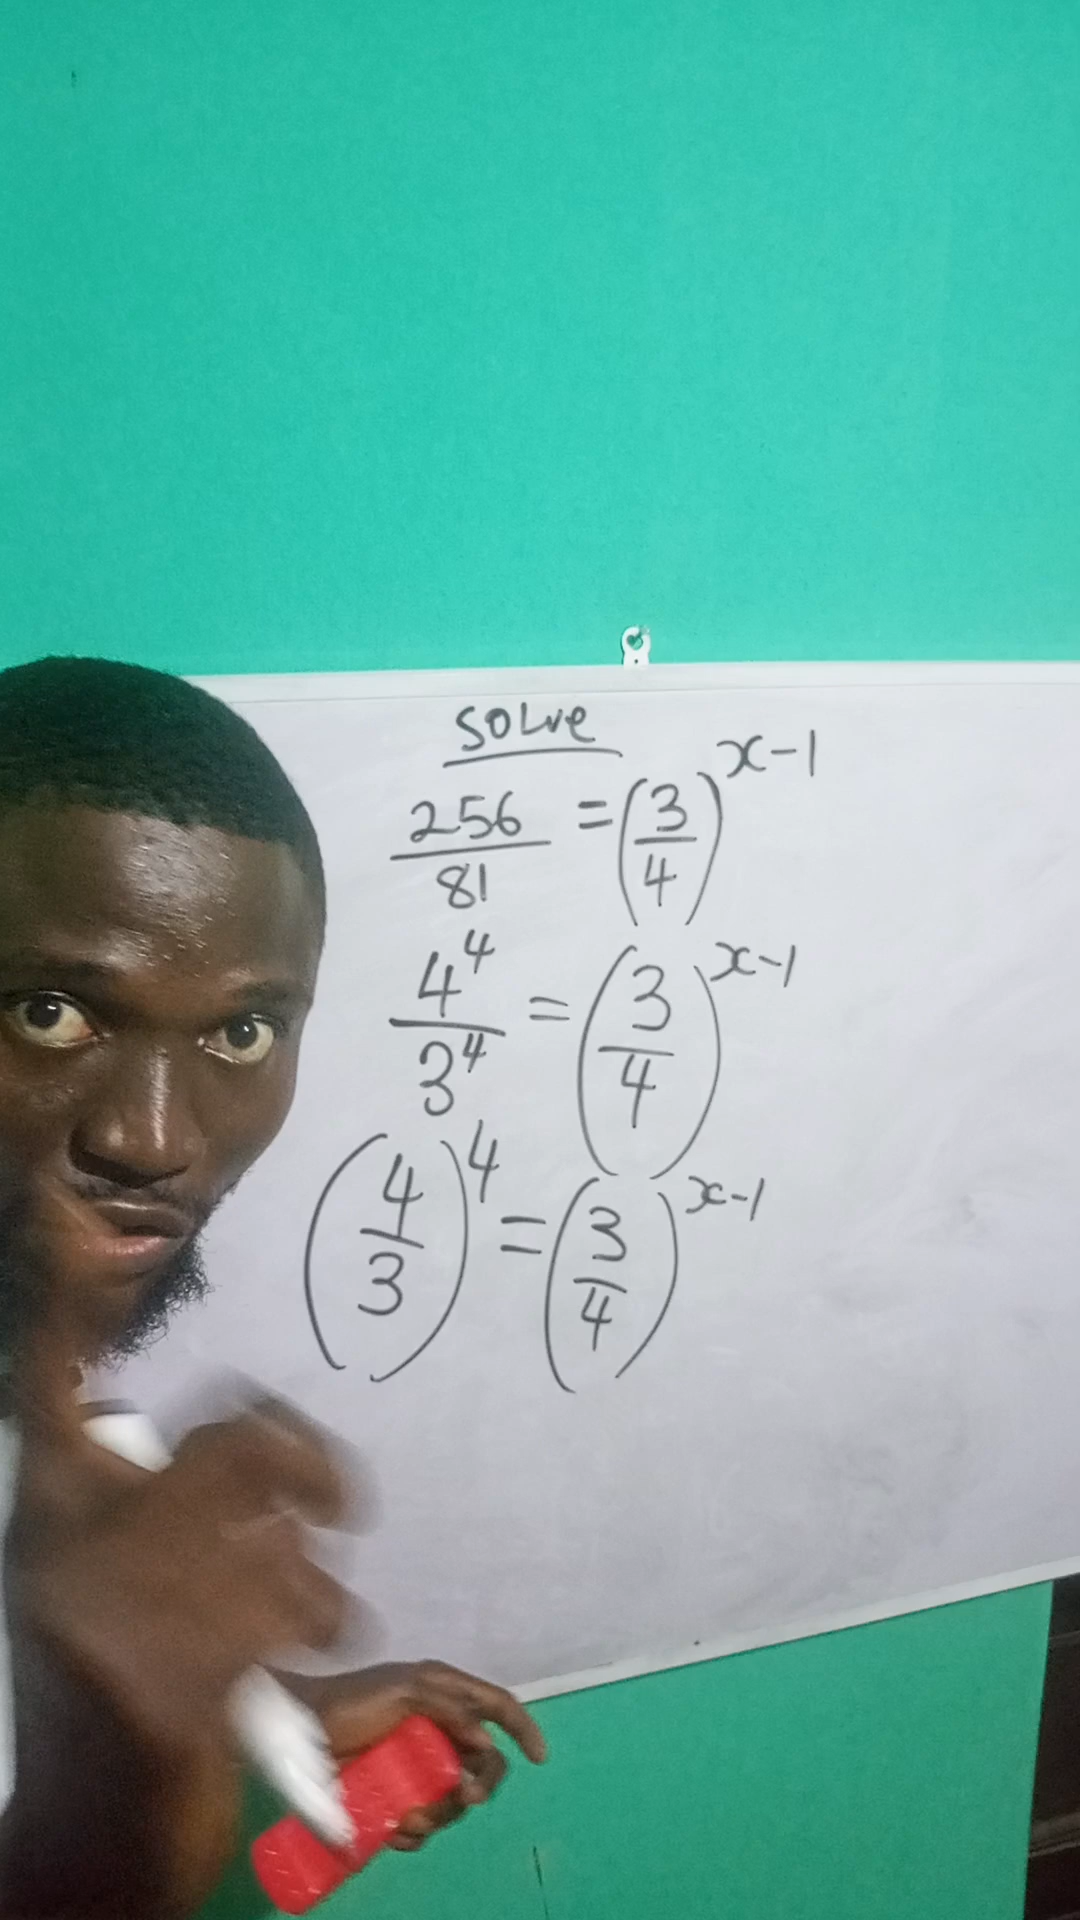 solve
256/81 = (3/4)^x-1
4^4/3^4 = (3/4)^x-1
(4/3)^4 = (3/4)^x-1